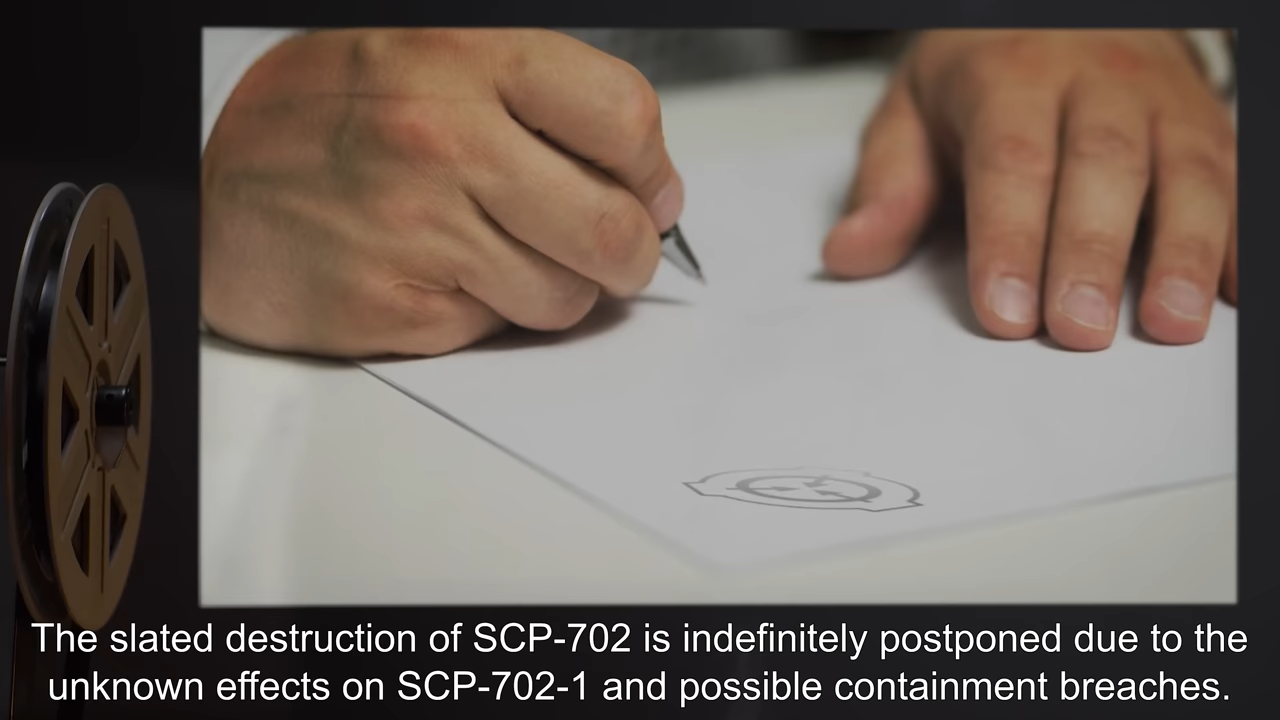 The slated destruction of SCP-702 is indefinitely postponed due to the
unknown effects on SCP-702-1 and possible containment breaches.